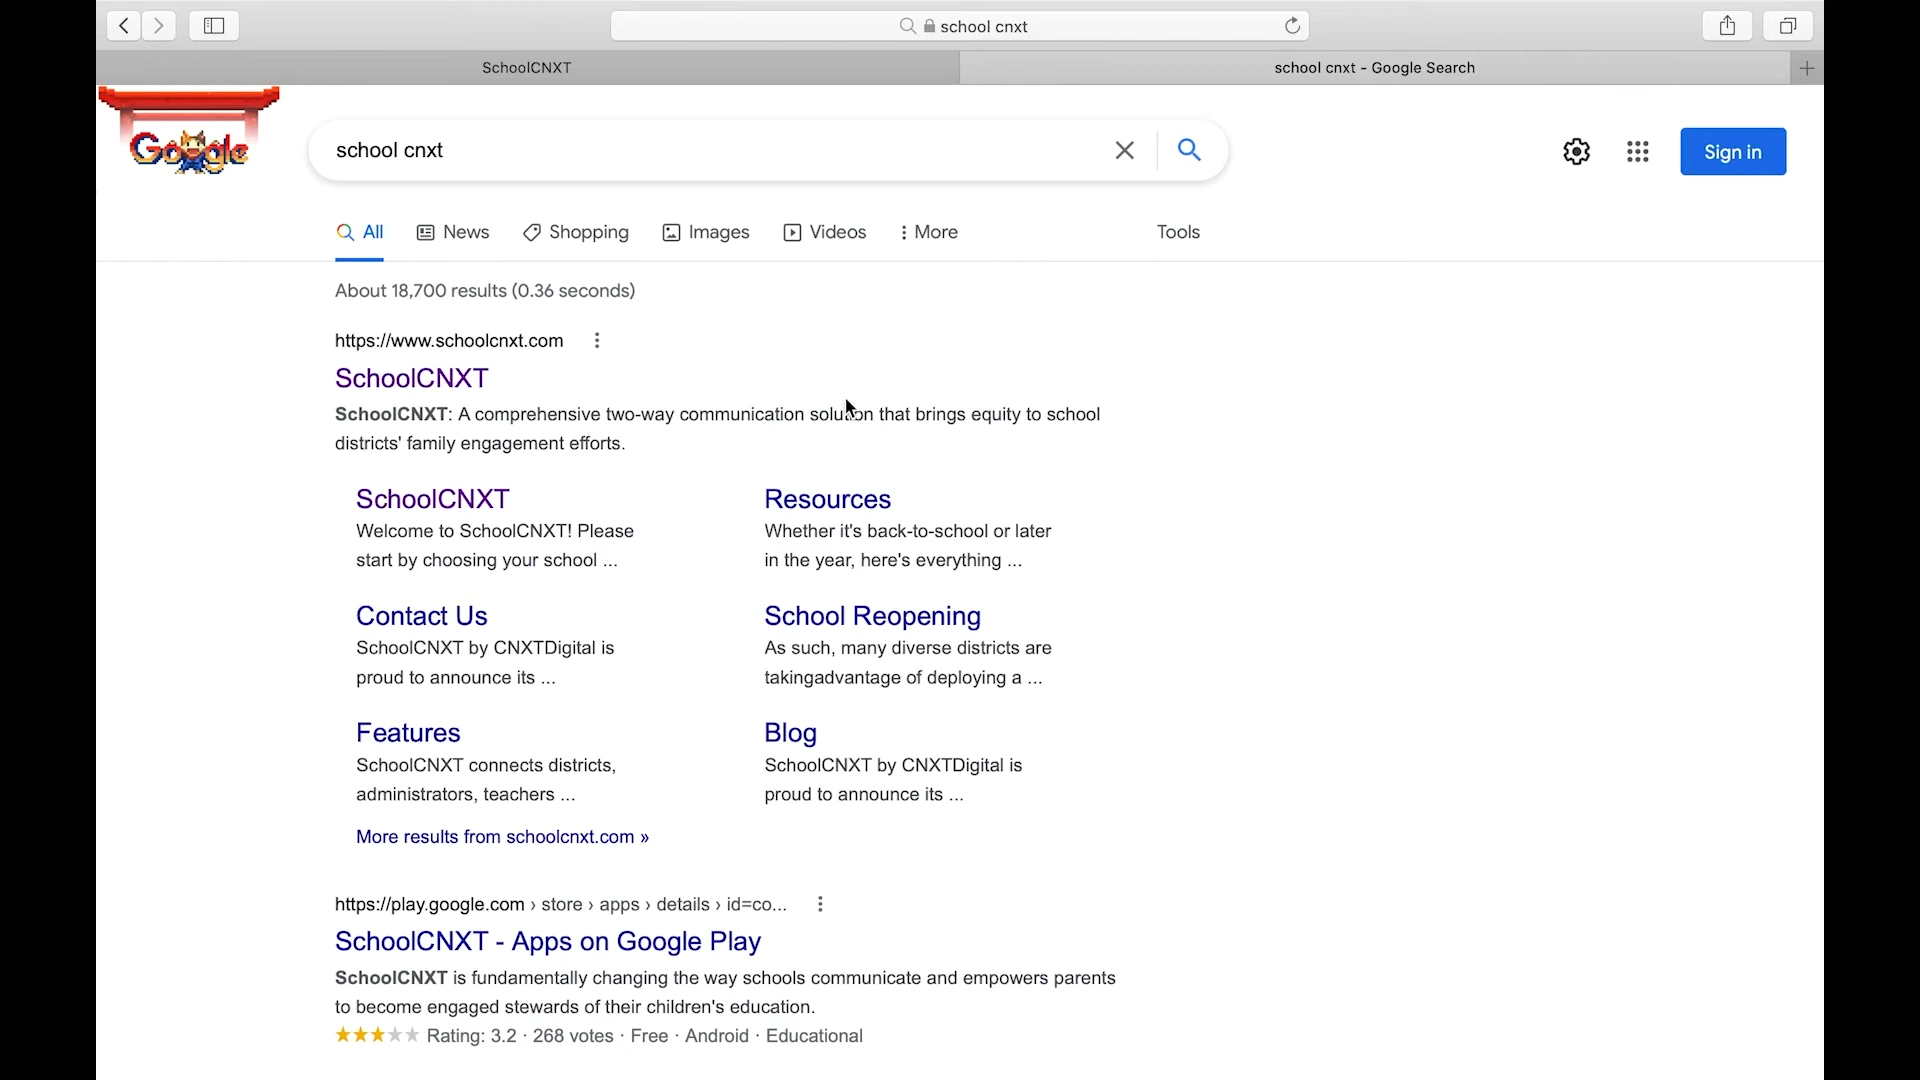 school cnxt
SchoolCNXT
school cnxt - Google Search
Google
school cnxt
Sign in
All
News
Shopping
Images
Videos
More
Tools
About 18,700 results (0.36 seconds)
https://www.schoolcnxt.com
SchoolCNXT
SchoolCNXT: A comprehensive two-way communication solution that brings equity to school
districts' family engagement efforts.
SchoolCNXT
Welcome to SchoolCNXT! Please
start by choosing your school ...
Resources
Whether it's back-to-school or later
in the year, here's everything ...
Contact Us
SchoolCNXT by CNXTDigital is
proud to announce its ...
School Reopening
As such, many diverse districts are
takingadvantage of deploying a ...
Features
SchoolCNXT connects districts,
administrators, teachers ...
Blog
SchoolCNXT by CNXTDigital is
proud to announce its ...
More results from schoolcnxt.com »
https://play.google.com › store › apps › details › id=co...
SchoolCNXT - Apps on Google Play
SchoolCNXT is fundamentally changing the way schools communicate and empowers parents
to become engaged stewards of their children's education.
Rating: 3.2 · 268 votes · Free · Android · Educational